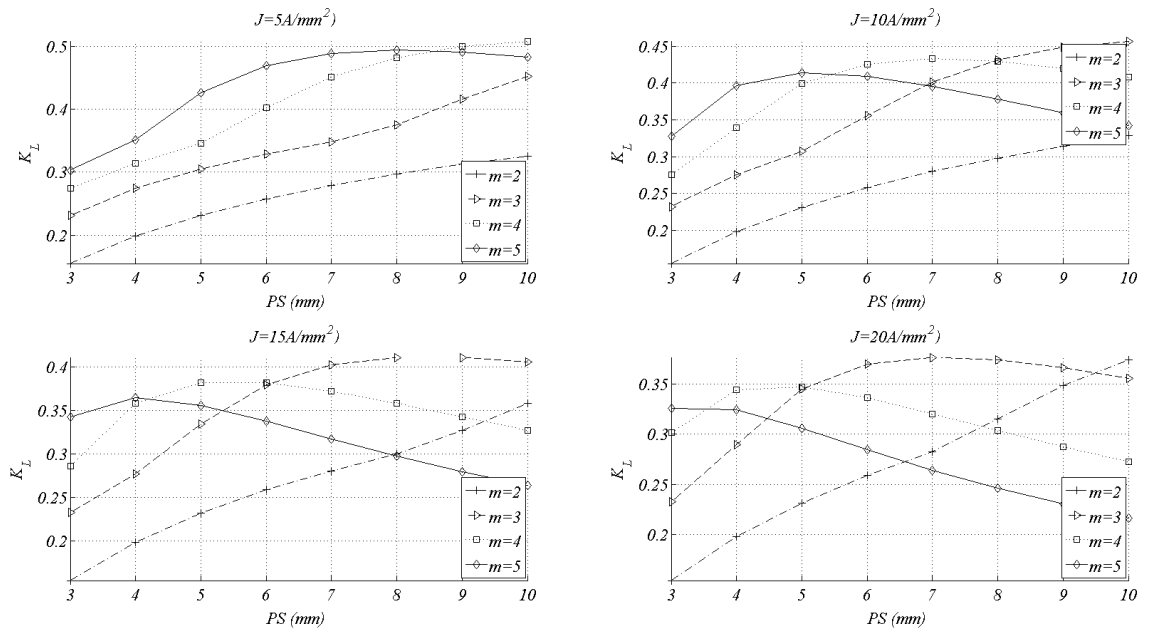 J=5A/mm²)
0.5
0.4
0.3
0.2
K_L
3 4 5 6 7 8 9 10
PS (mm)
m=2
m=3
m=4
m=5
J=10A/mm²)
0.45
0.4
0.35
0.3
0.25
0.2
K_L
3 4 5 6 7 8 9 10
PS (mm)
m=2
m=3
m=4
m=5
J=15A/mm²)
0.4
0.35
0.3
0.25
0.2
K_L
3 4 5 6 7 8 9 10
PS (mm)
m=2
m=3
m=4
m=5
J=20A/mm²)
0.35
0.3
0.25
0.2
K_L
3 4 5 6 7 8 9 10
PS (mm)
m=2
m=3
m=4
m=5